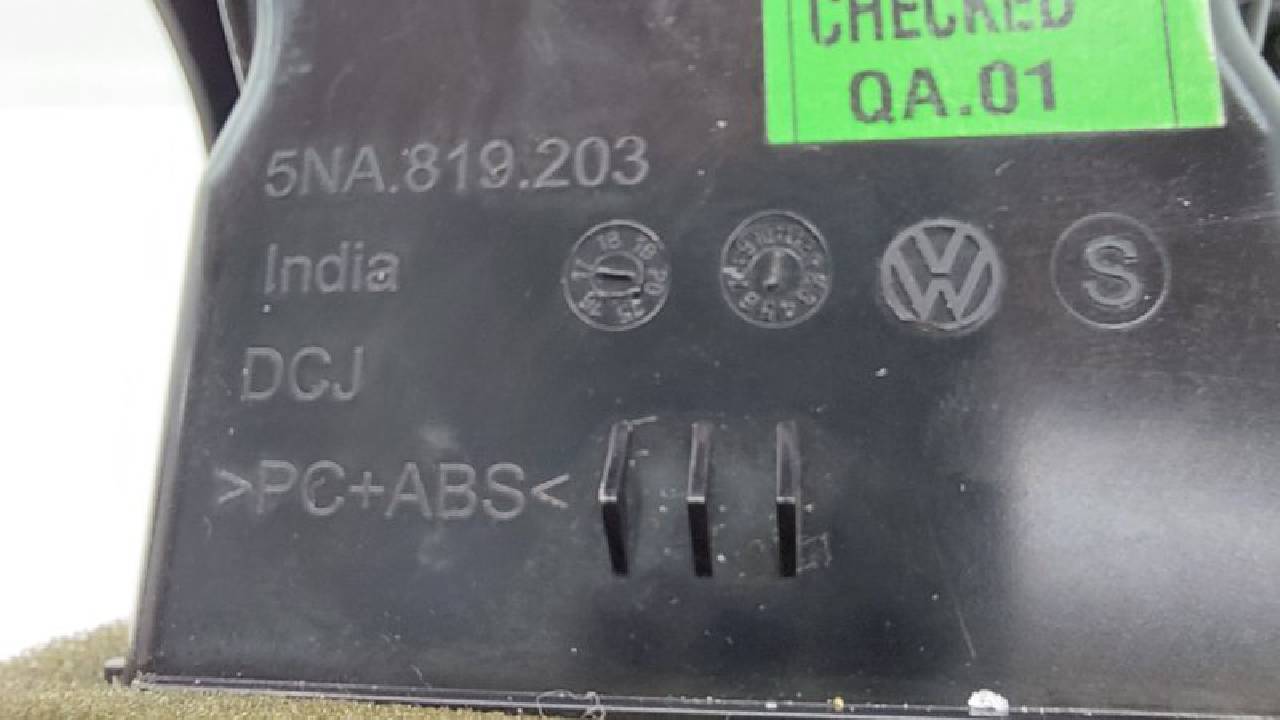 CHECKED
QA.01
5NA.819.203
India
DCJ
>PC+ABS<
S